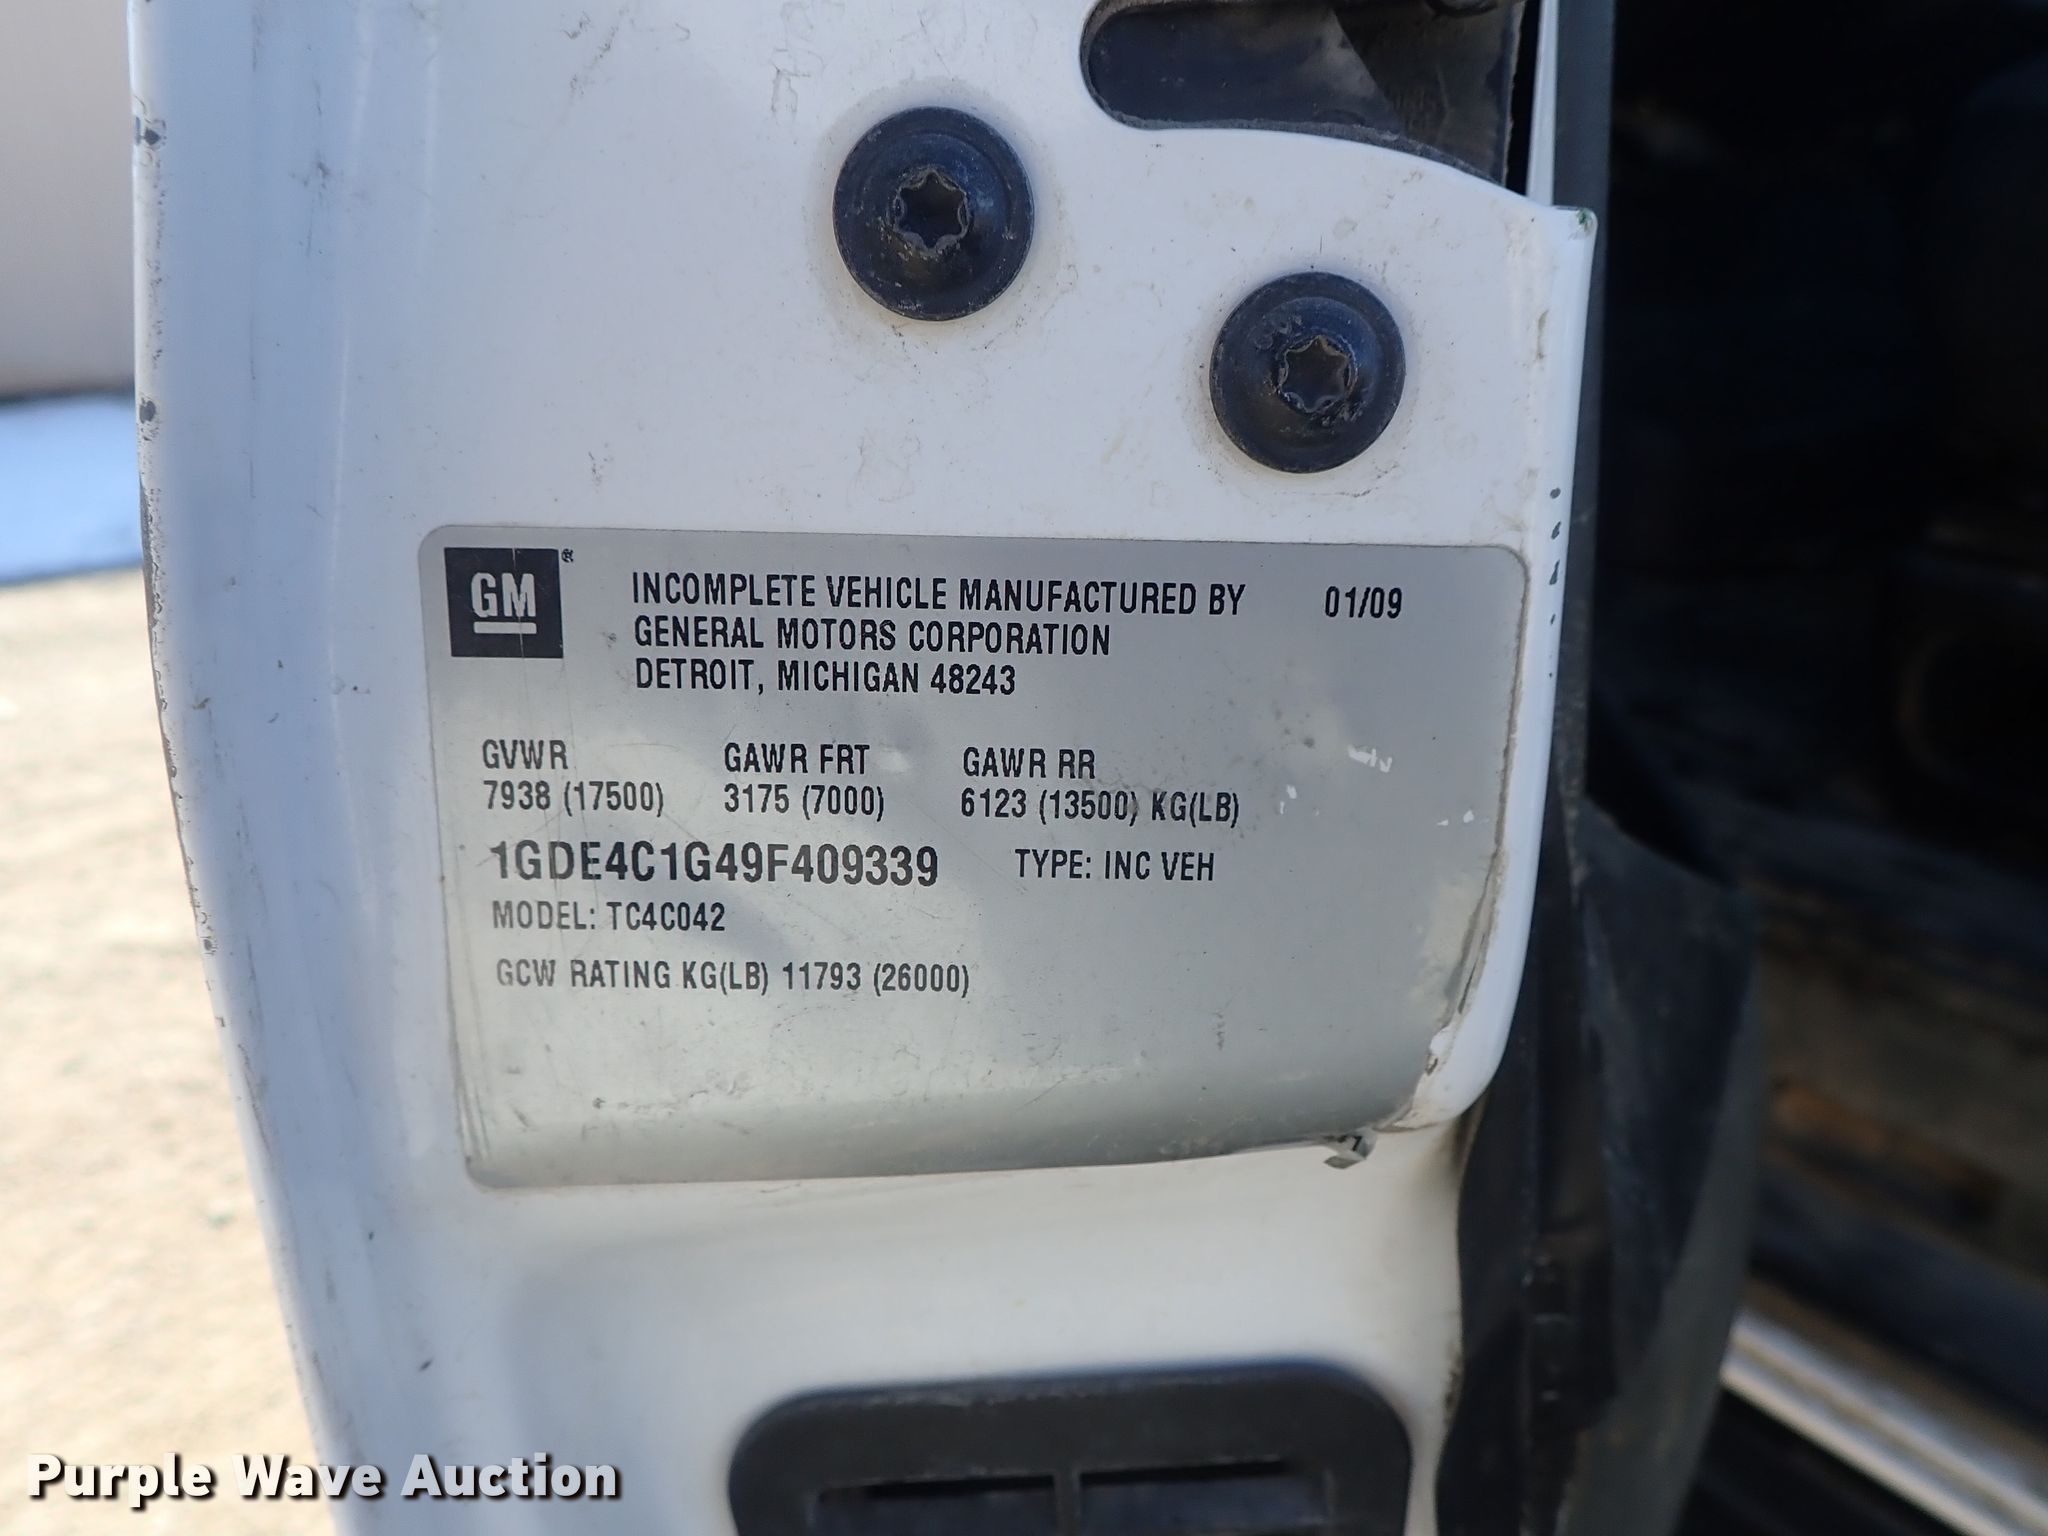 GM®
INCOMPLETE VEHICLE MANUFACTURED BY 01/09
GENERAL MOTORS CORPORATION
DETROIT, MICHIGAN 48243
GVWR GAWR FRT GAWR RR
7938 (17500) 3175 (7000) 6123 (13500) KG(LB)
1GDE4C1G49F409339 TYPE: INC VEH
MODEL: TC4C042
GCW RATING KG(LB) 11793 (26000)
Purple Wave Auction